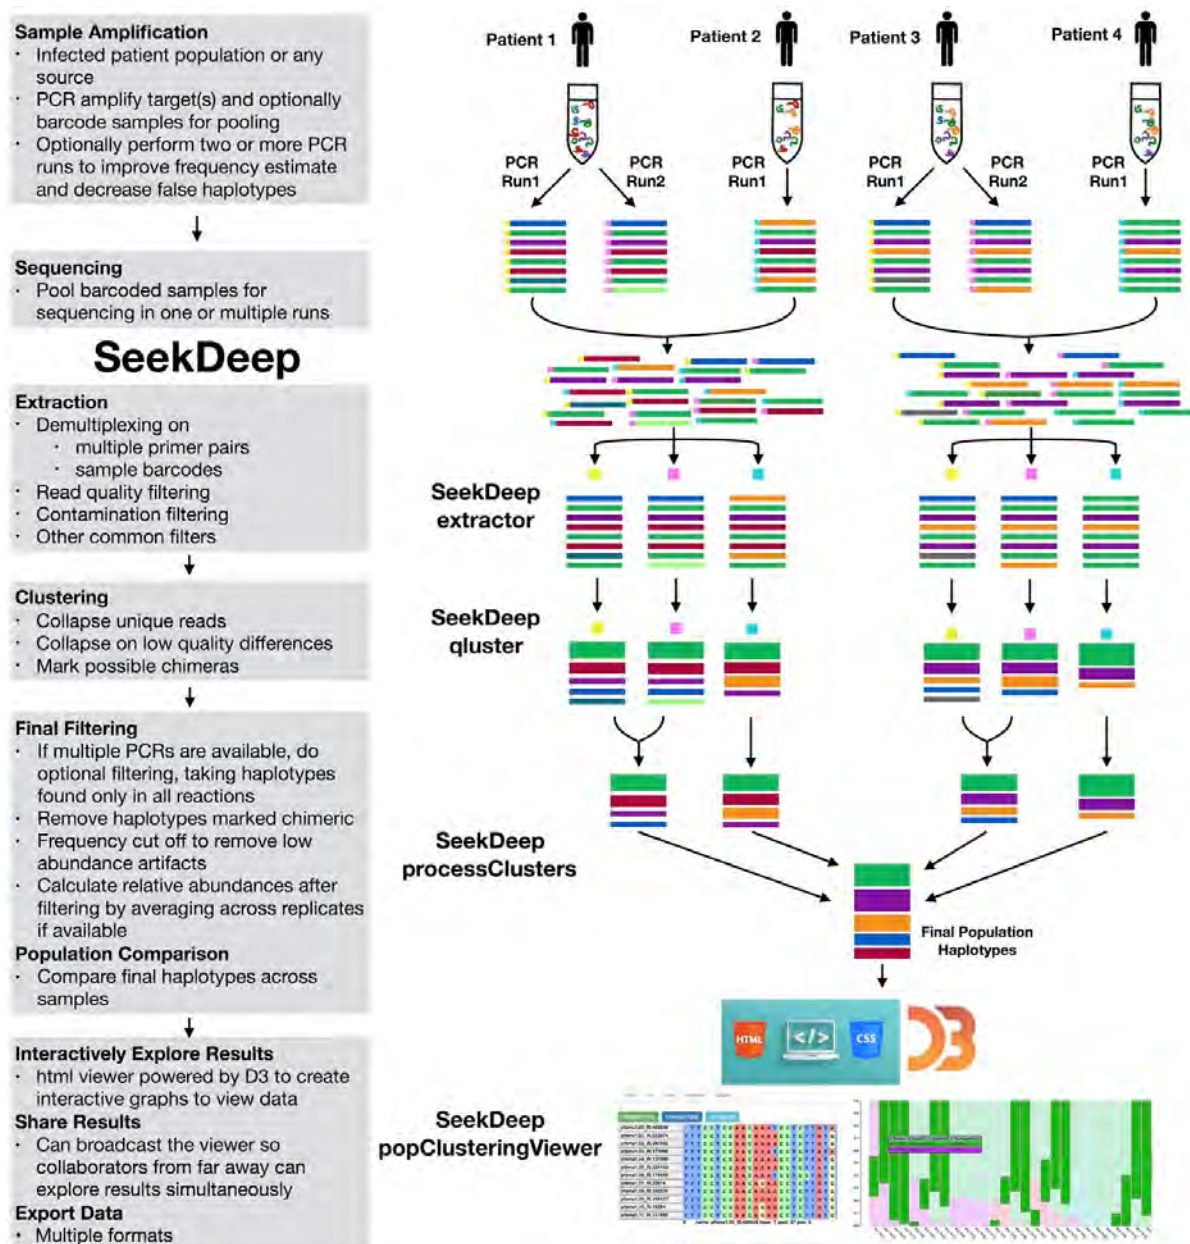 Sample Amplification
· Infected patient population or any
source
· PCR amplify target(s) and optionally
barcode samples for pooling
· Optionally perform two or more PCR
runs to improve frequency estimate
and decrease false haplotypes
Sequencing
· Pool barcoded samples for
sequencing in one or multiple runs
SeekDeep
Extraction
· Demultiplexing on
· multiple primer pairs
· sample barcodes
· Read quality filtering
· Contamination filtering
· Other common filters
Clustering
· Collapse unique reads
· Collapse on low quality differences
· Mark possible chimeras
Final Filtering
· If multiple PCRs are available, do
optional filtering, taking haplotypes
found only in all reactions
· Remove haplotypes marked chimeric
· Frequency cut off to remove low
abundance artifacts
· Calculate relative abundances after
filtering by averaging across replicates
if available
Population Comparison
· Compare final haplotypes across
samples
Interactively Explore Results
· html viewer powered by D3 to create
interactive graphs to view data
Share Results
· Can broadcast the viewer so
collaborators from far away can
explore results simultaneously
Export Data
· Multiple formats
Patient 1
Patient 2
Patient 3
Patient 4
PCR
Run1
PCR
Run2
PCR
Run1
PCR
Run1
PCR
Run2
PCR
Run1
SeekDeep
extractor
SeekDeep
qluster
SeekDeep
processClusters
Final Population
Haplotypes
HTML
</>
CSS
D3
SeekDeep
popClusteringViewer